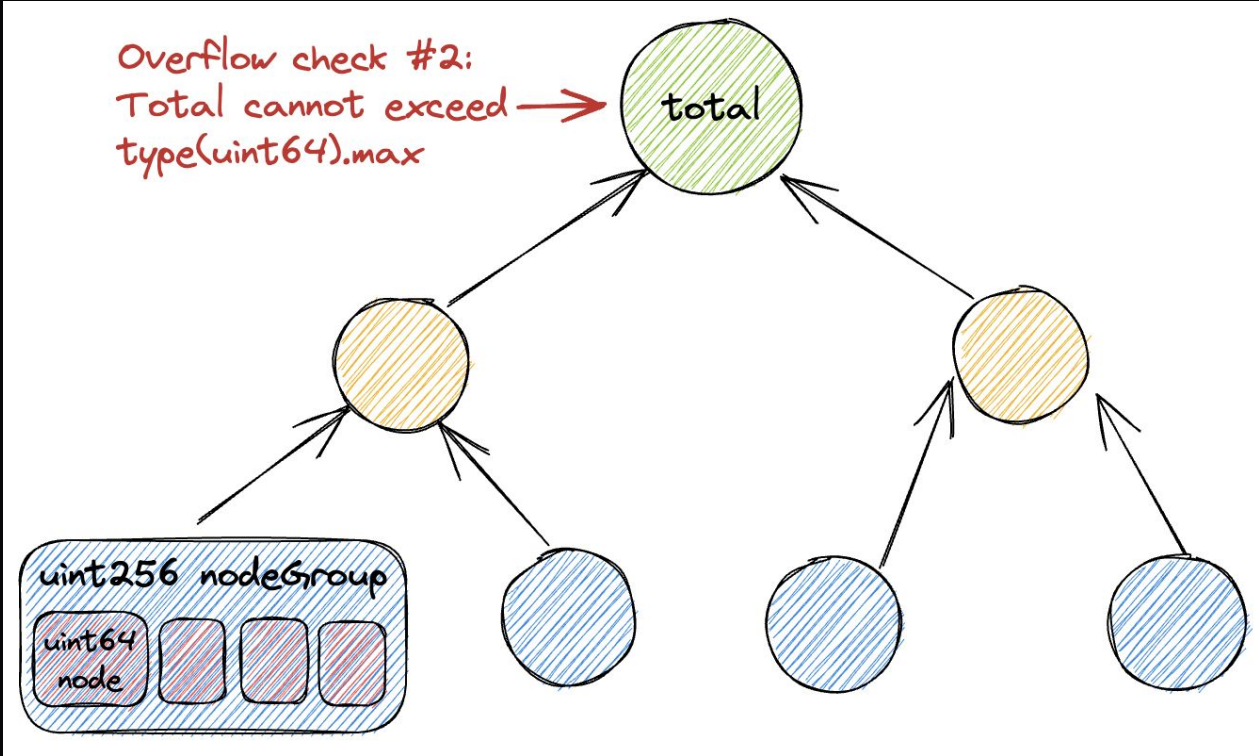 Overflow check #2:
Total cannot exceed
type(uint64).max
total
uint256 nodeGroup
uint64
node